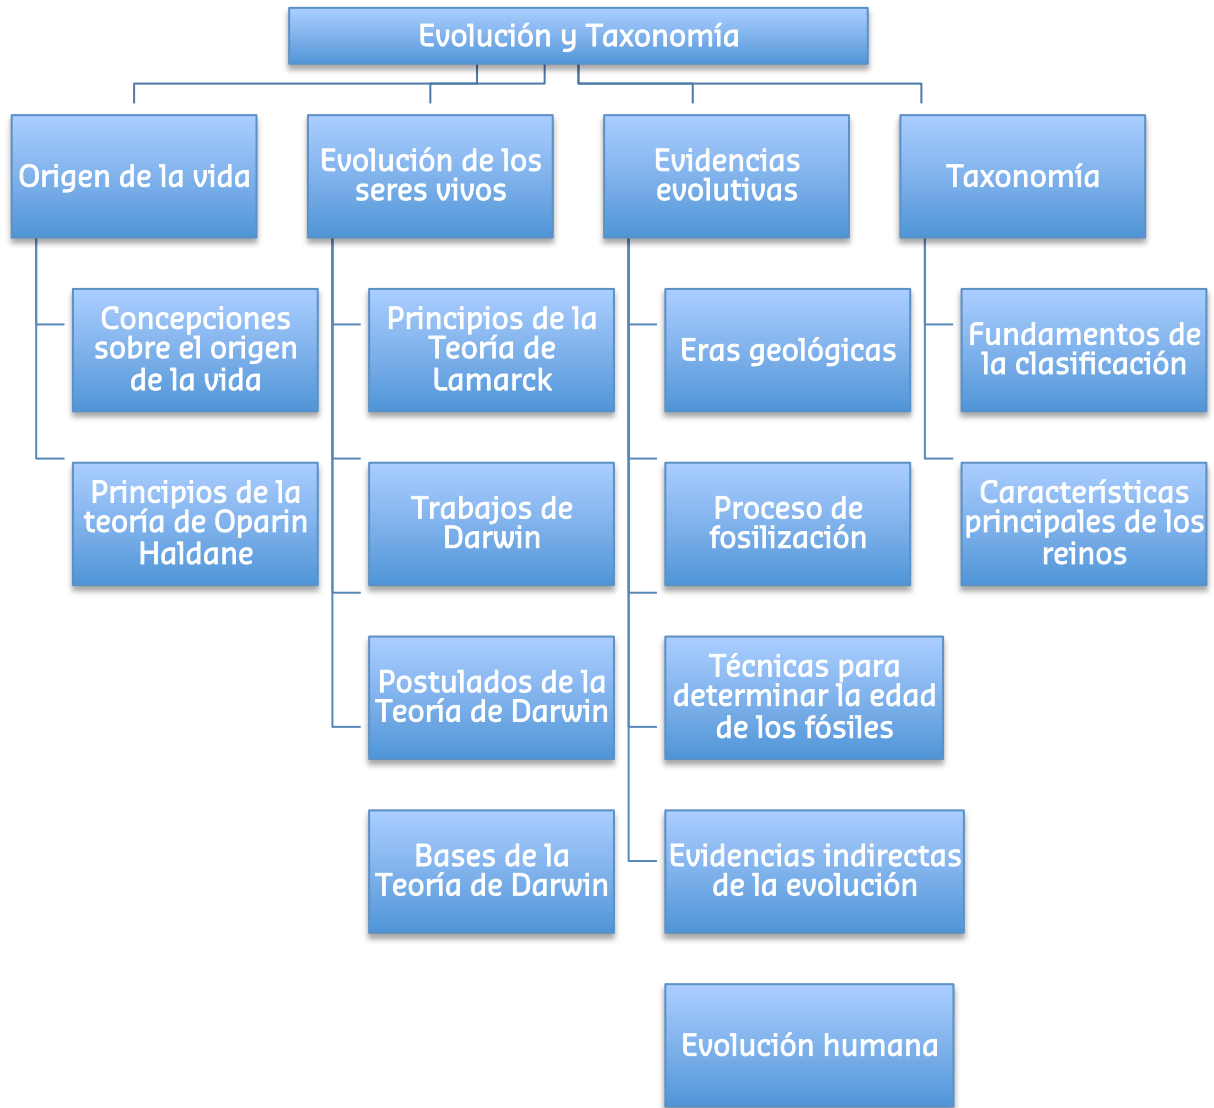 Evolución y Taxonomía
Origen de la vida
Evolución de los
seres vivos
Evidencias
evolutivas
Taxonomía
Concepciones
sobre el origen
de la vida
Principios de la
Teoría de
Lamarck
Eras geológicas
Fundamentos de
la clasificación
Principios de la
teoría de Oparin
Haldane
Trabajos de
Darwin
Proceso de
fosilización
Características
principales de los
reinos
Postulados de la
Teoría de Darwin
Técnicas para
determinar la edad
de los fósiles
Bases de la
Teoría de Darwin
Evidencias indirectas
de la evolución
Evolución humana